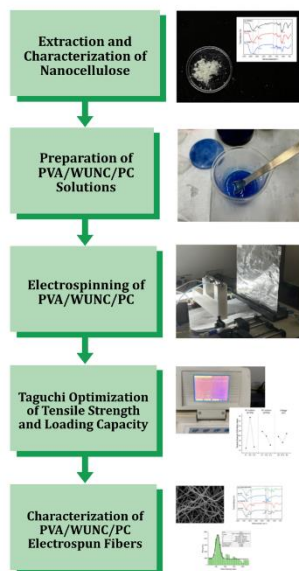 Extraction and
Characterization of
Nanocellulose
Preparation of
PVA/WUNC/PC
Solutions
Electrospinning of
PVA/WUNC/PC
Taguchi Optimization
of Tensile Strength
and Loading Capacity
Characterization of
PVA/WUNC/PC
Electrospun Fibers